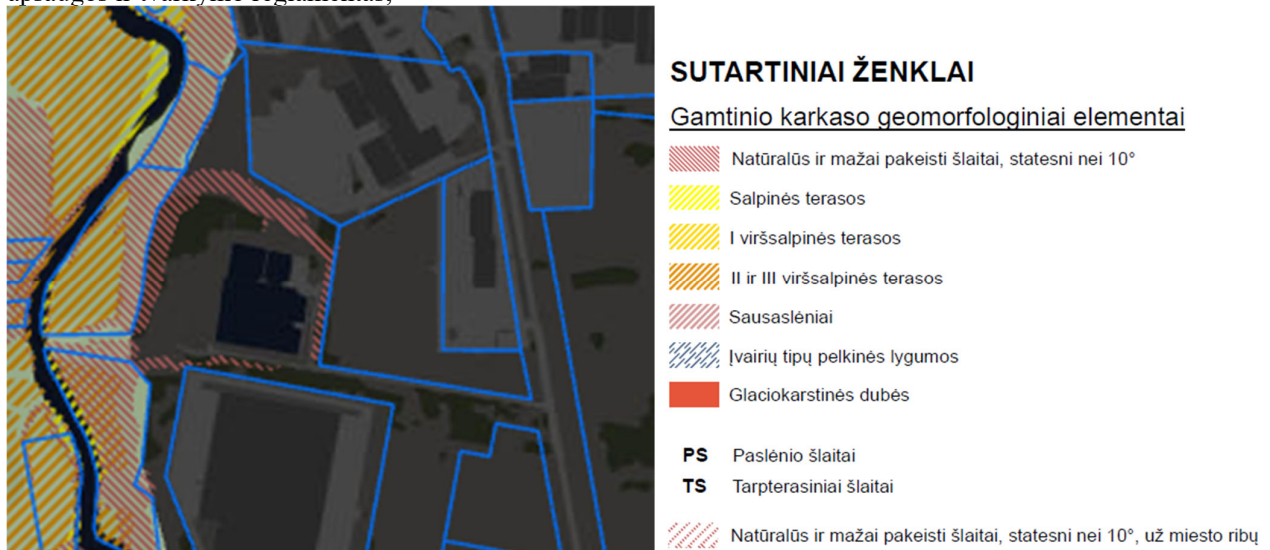 SUTARTINIAI ŽENKLAI
Gamtinio karkaso geomorfologiniai elementai
Natūralūs ir mažai pakeisti šlaitai, statesni nei 10°
Salpinės terasos
I viršsalpinės terasos
II ir III viršsalpinės terasos
Sausaslėniai
Įvairių tipų pelkinės lygumos
Glaciokarstinės dubės
PS Paslėnio šlaitai
TS Tarpterasiniai šlaitai
Natūralūs ir mažai pakeisti šlaitai, statesni nei 10°, už miesto ribų